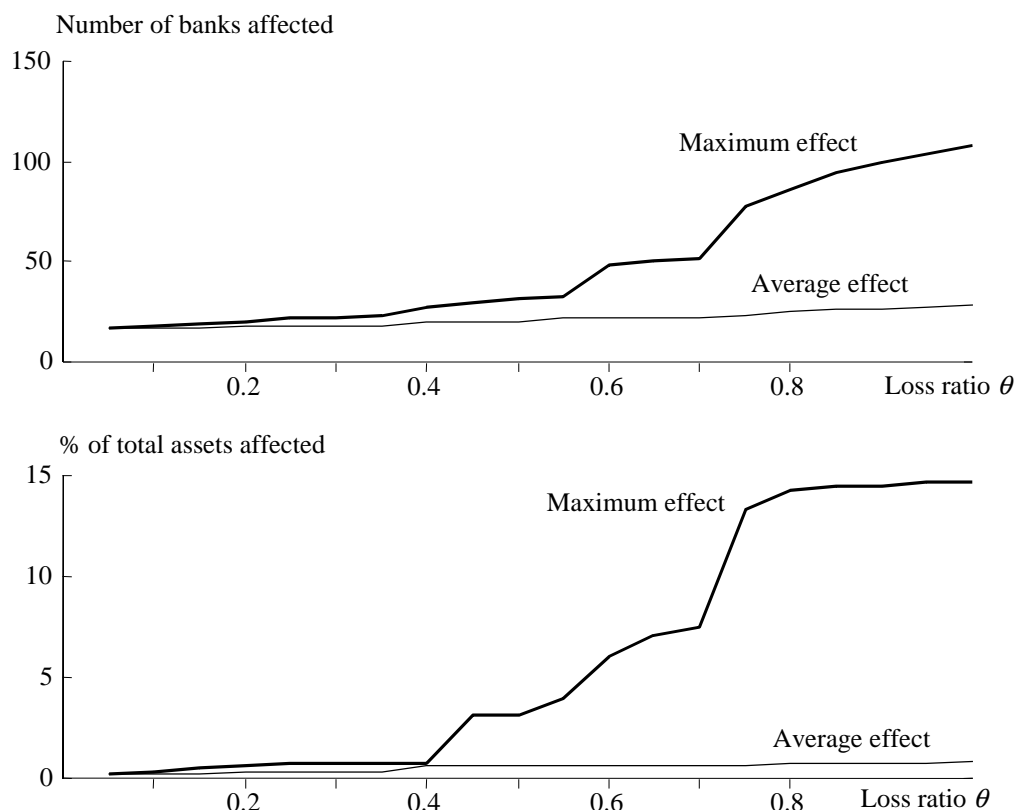 Number of banks affected
150
Maximum effect
100
50
Average effect
0
0.2 0.4 0.6 0.8 Loss ratio θ
% of total assets affected
15
Maximum effect
10
5
Average effect
0
0.2 0.4 0.6 0.8 Loss ratio θ